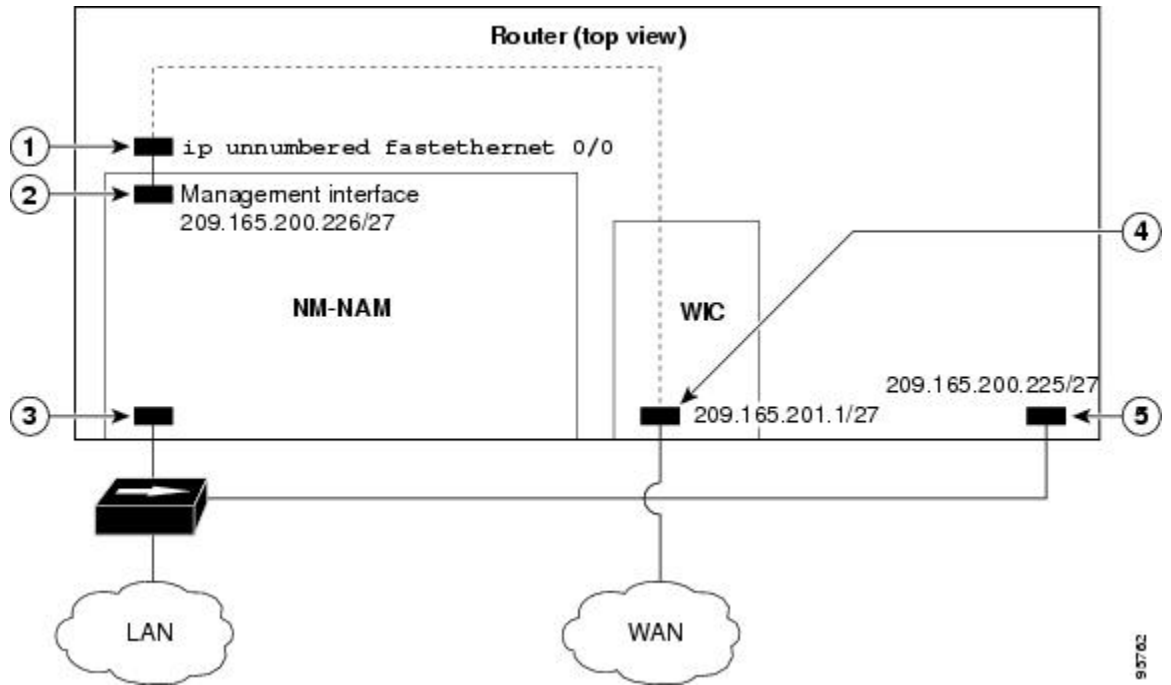 Router (top view)
1
ip unnumbered fastethernet 0/0
2
Management interface
209.165.200.226/27
4
NM-NAM
WIC
209.165.200.225/27
3
209.165.201.1/27
5
LAN
WAN
95762